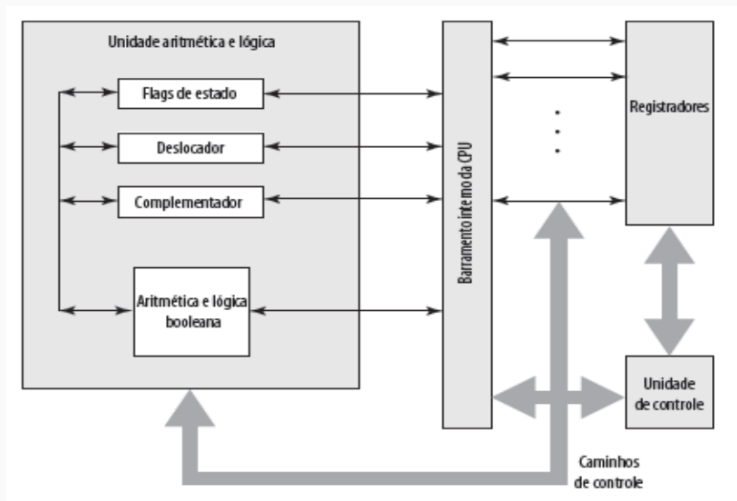 Unidade aritmética e lógica
Flags de estado
Deslocador
Complementador
Aritmética e lógica
booleana
Barramento interno da CPU
Registradores
Unidade
de controle
Caminhos
de controle